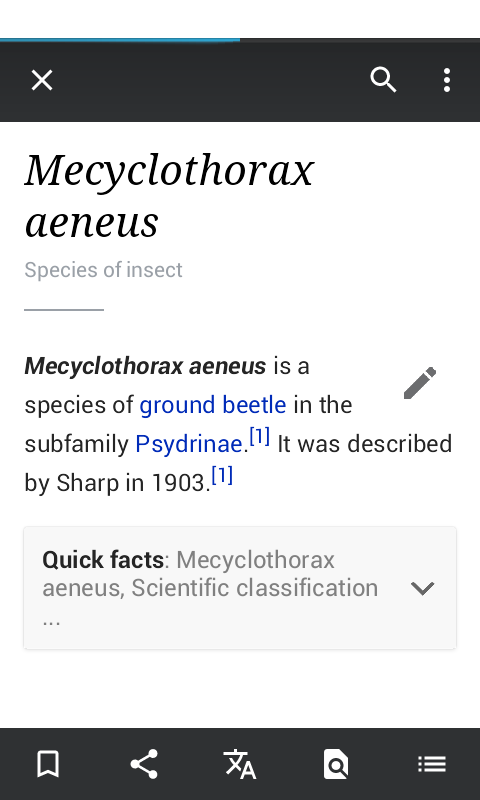 Mecyclothorax
aeneus
Species of insect
Mecyclothorax aeneus is a
species of ground beetle in the
subfamily Psydrinae.[1] It was described
by Sharp in 1903.[1]
Quick facts: Mecyclothorax
aeneus, Scientific classification
...